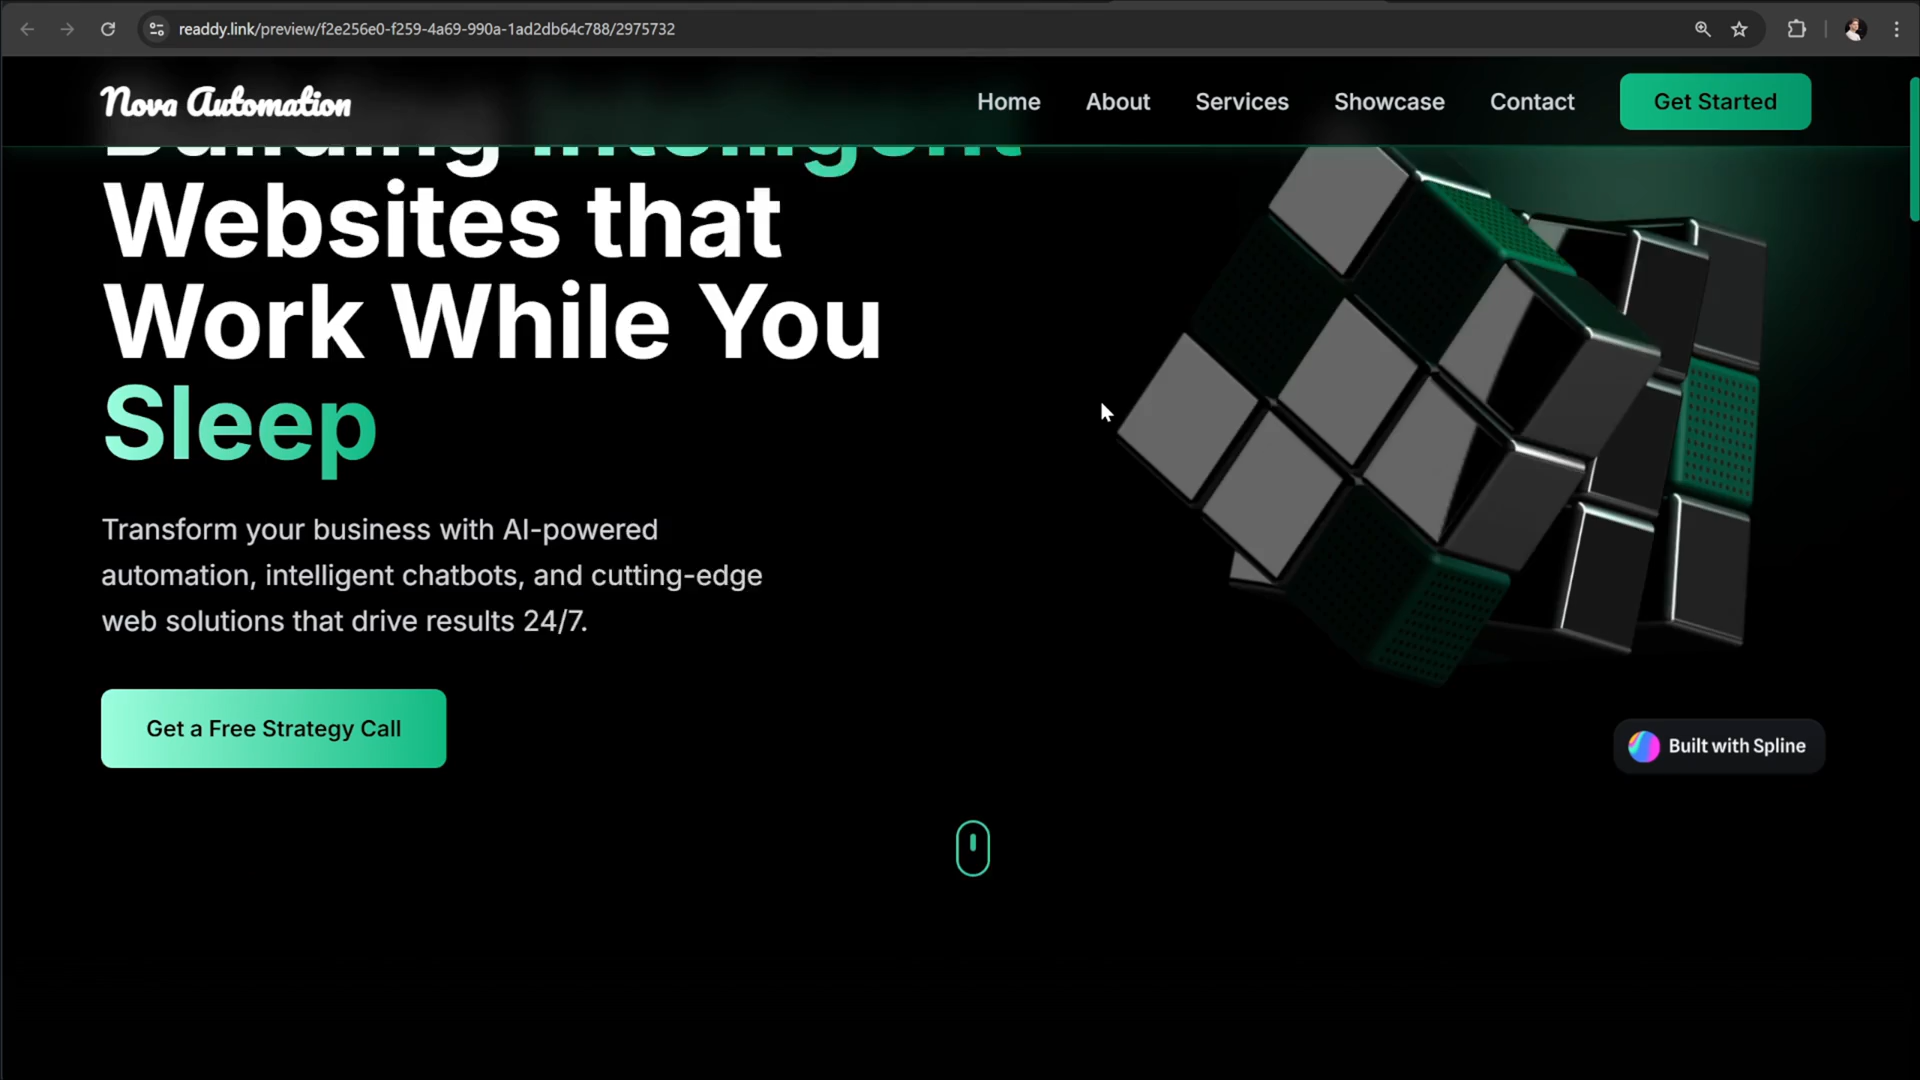 readdy.link/preview/f2e256e0-f259-4a69-990a-1ad2db64c788/2975732
Nova Automation
Home
About
Services
Showcase
Contact
Get Started
Building Intelligent
Websites that
Work While You
Sleep
Transform your business with AI-powered
automation, intelligent chatbots, and cutting-edge
web solutions that drive results 24/7.
Get a Free Strategy Call
Built with Spline